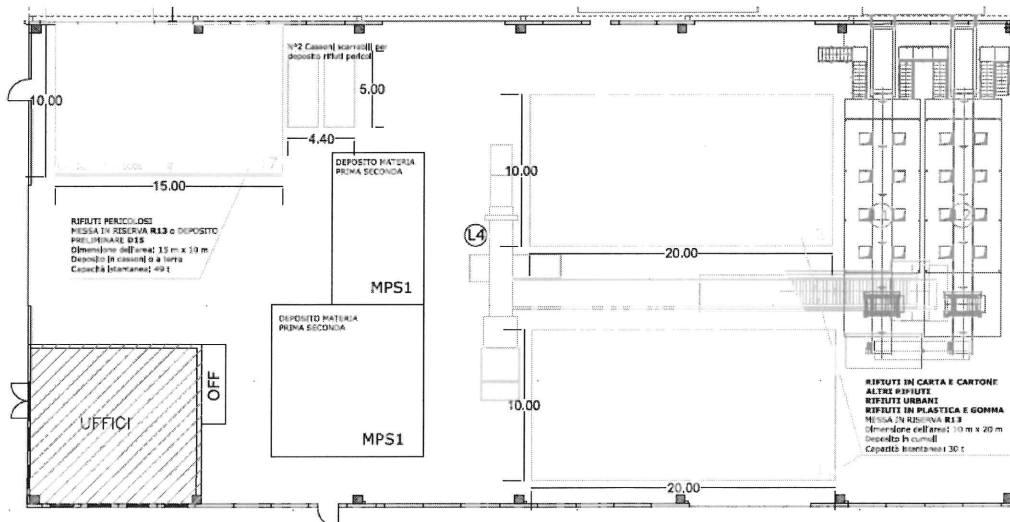 N°2 Cassoni scarrabili per
deposito rifiuti pericol
10.00
5.00
4.40
15.00
DEPOSITO MATERIA
PRIMA SECONDA
MPS1
RIFIUTI PERICOLOSI
MESSA IN RISERVA R13 o DEPOSITO
PRELIMINARE D15
Dimensione dell'area: 15 m x 10 m
Deposito in cassoni o a terra
Capacità istantanea: 49 t
DEPOSITO MATERIA
PRIMA SECONDA
MPS1
OFF
UFFICI
L4
10.00
20.00
10.00
20.00
1
2
RIFIUTI IN CARTA E CARTONE
ALTRI RIFIUTI
RIFIUTI URBANI
RIFIUTI IN PLASTICA E GOMMA
MESSA IN RISERVA R13
Dimensione dell'area: 10 m x 20 m
Deposito in cumuli
Capacità istantanea: 30 t